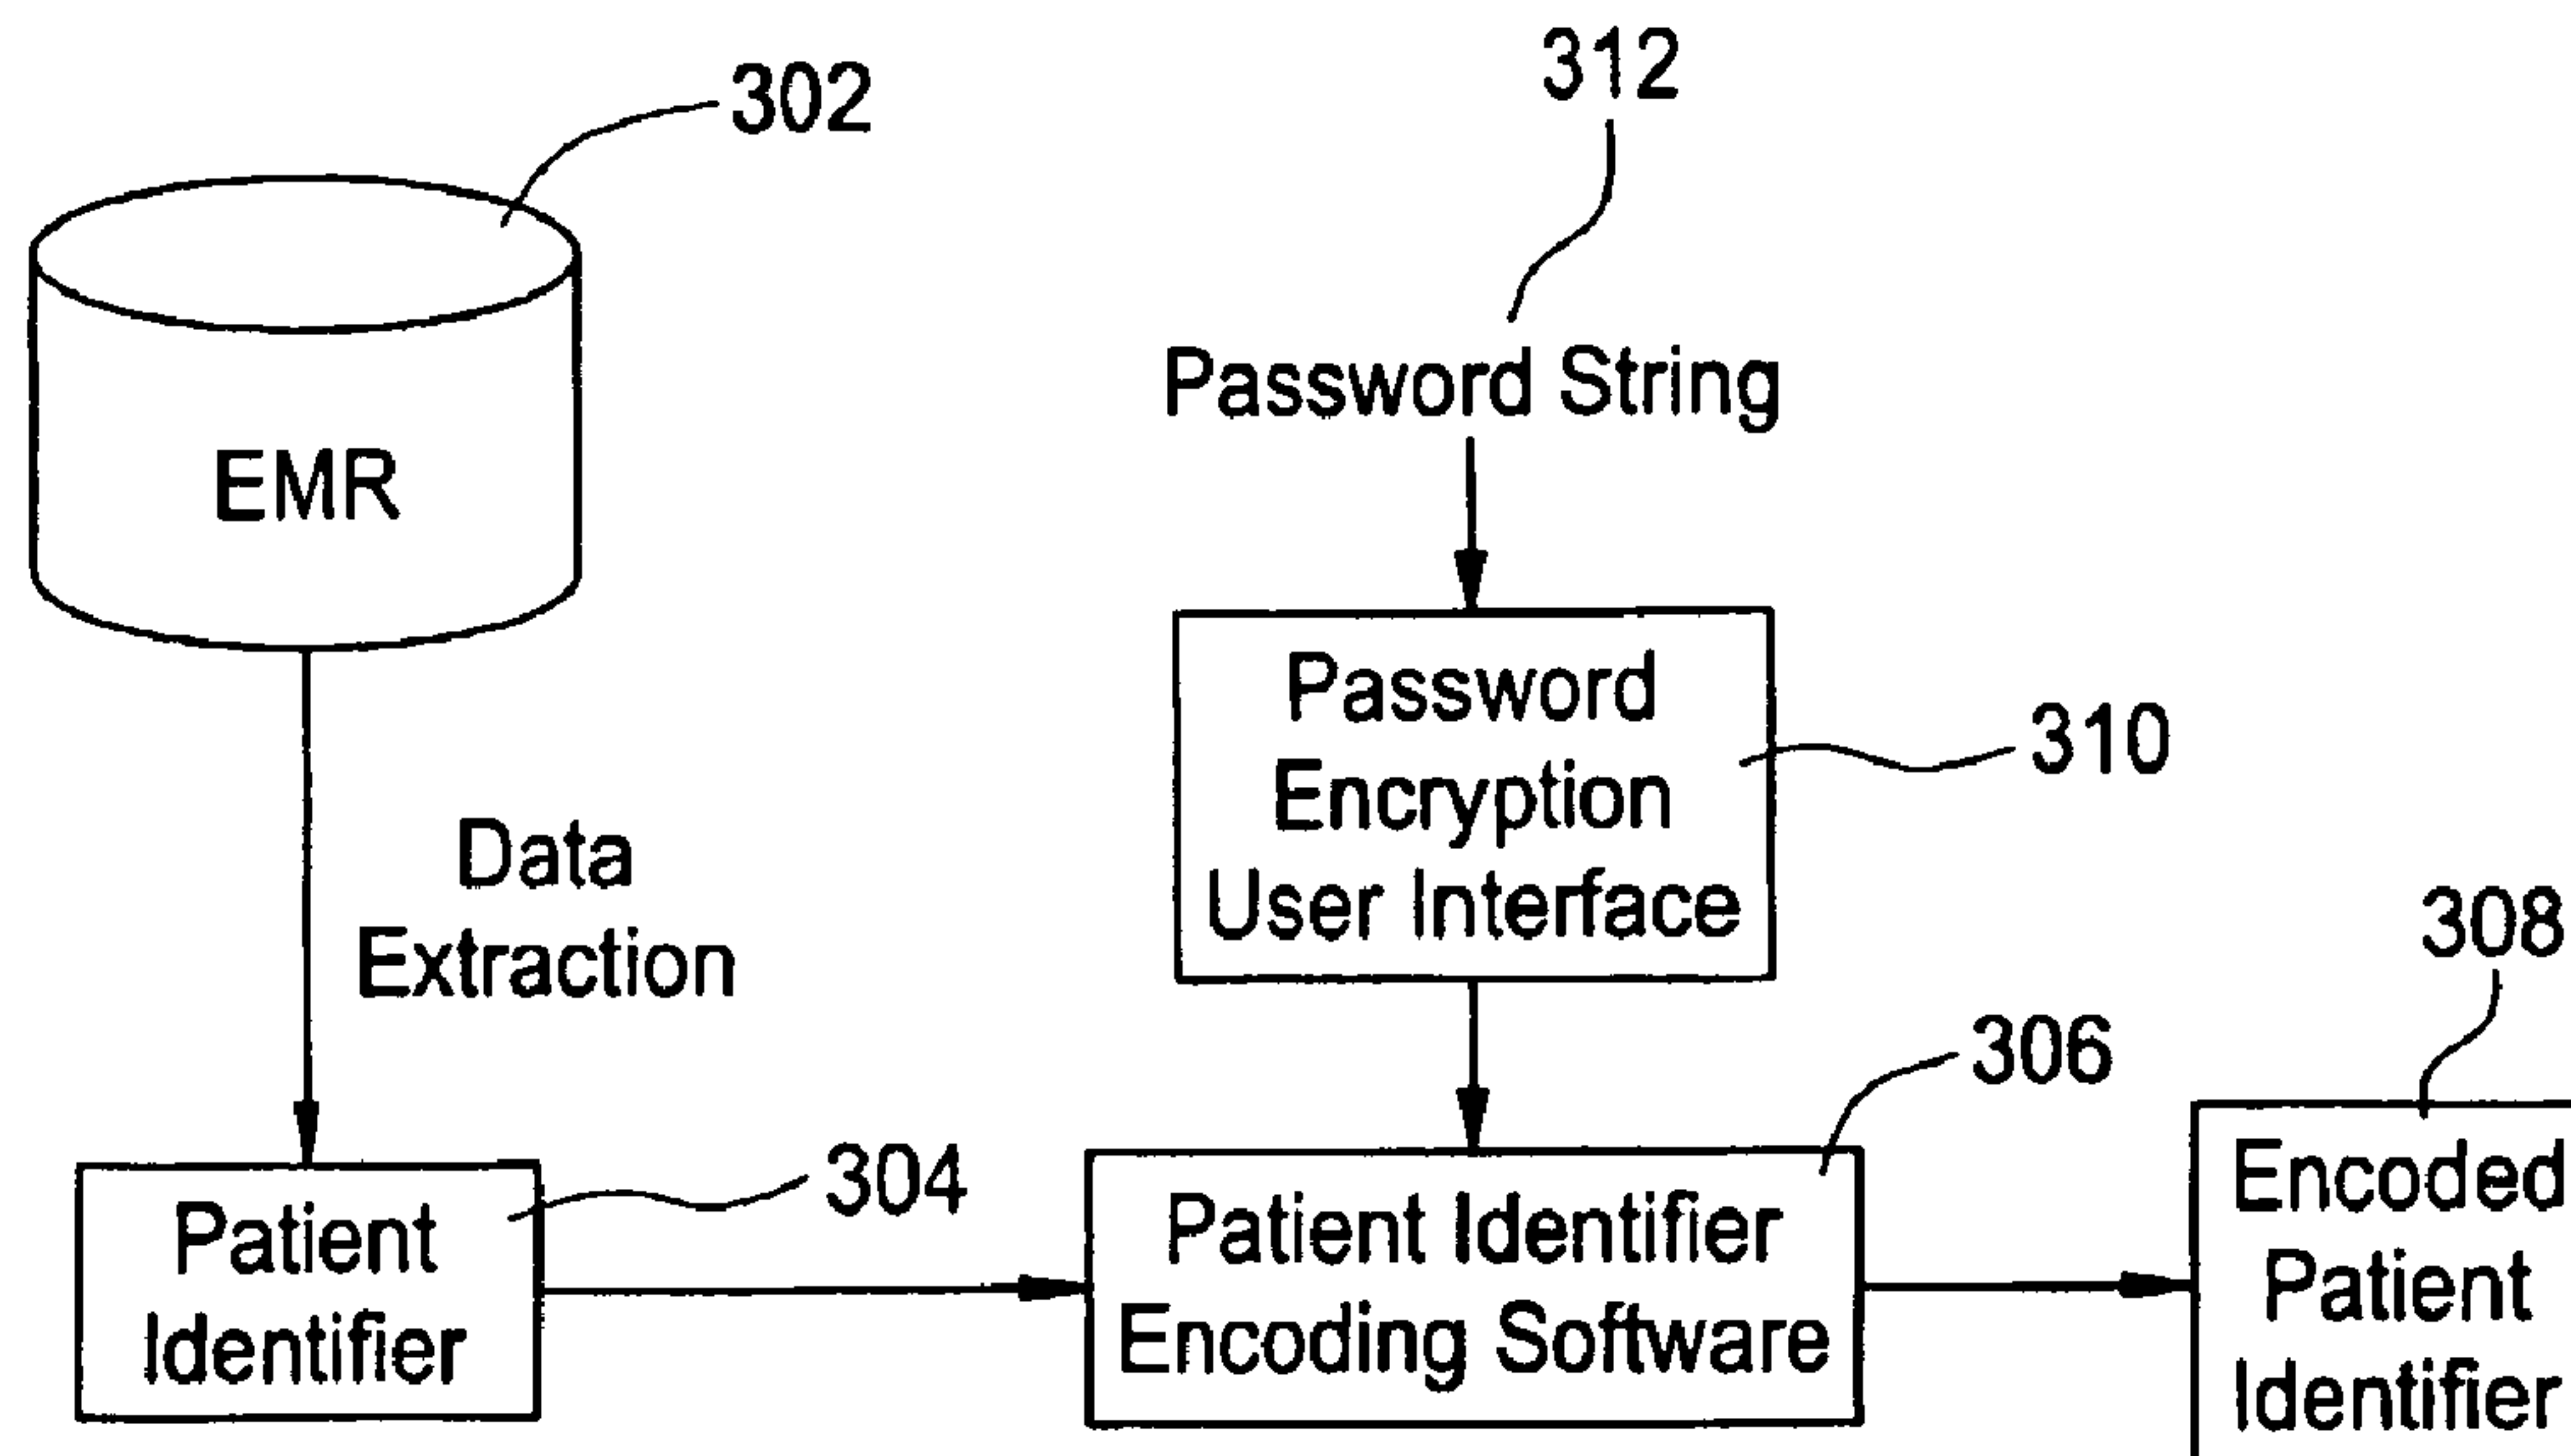 302
312
EMR
Password String
Password
Encryption
User Interface
310
Data
Extraction
308
306
304
Patient
Identifier
Patient Identifier
Encoding Software
Encoded
Patient
Identifier